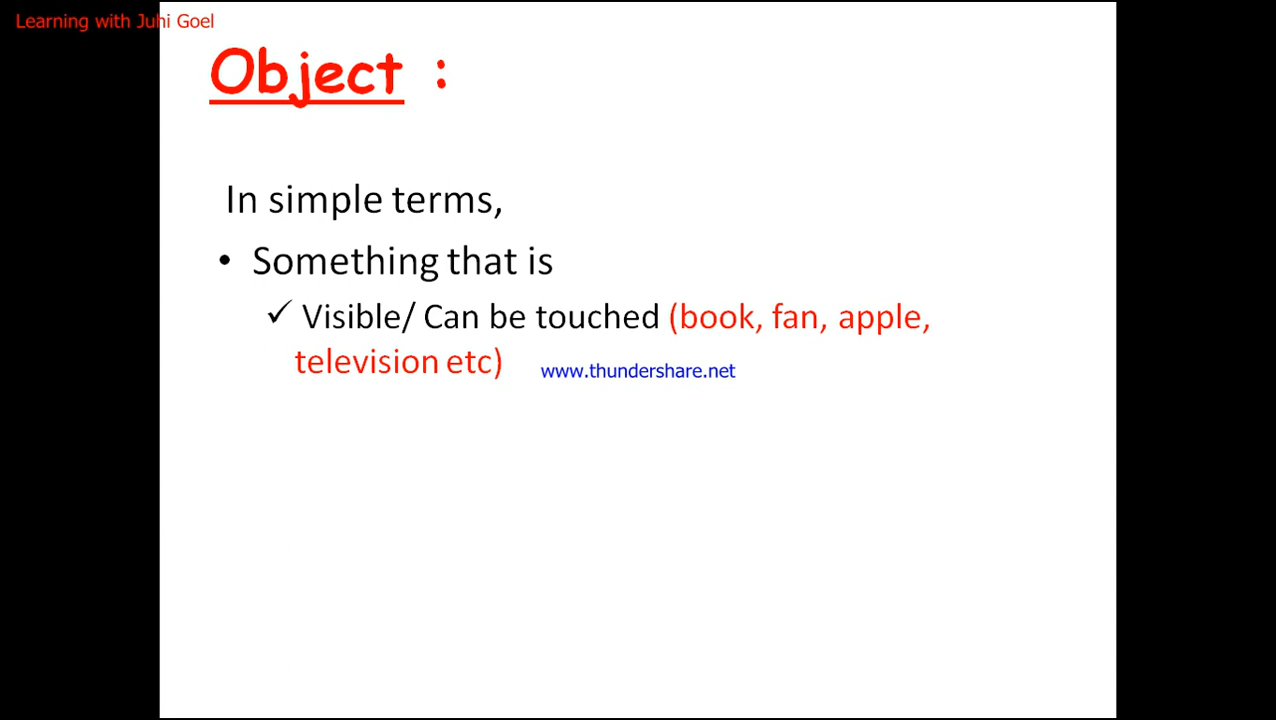 Learning with Juhi Goel
Object :
In simple terms,
• Something that is
✓ Visible/ Can be touched (book, fan, apple,
television etc)
www.thundershare.net